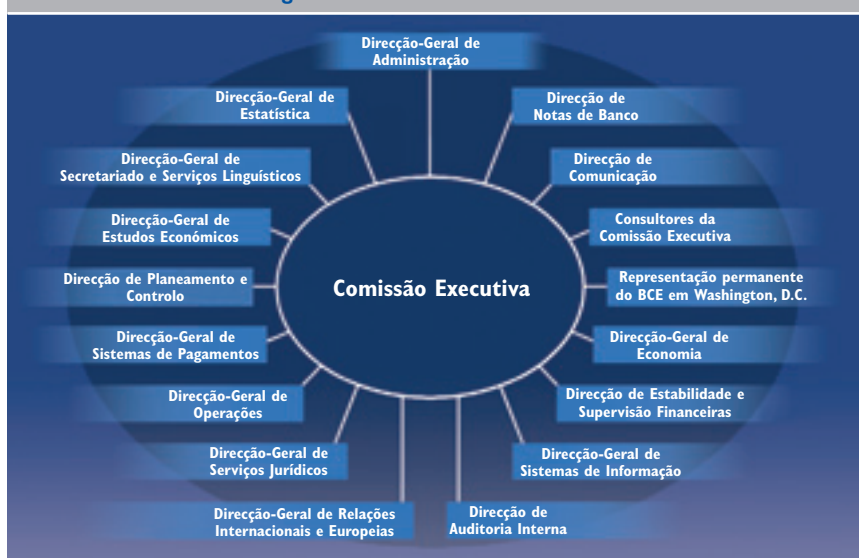 Direcção-Geral de
Administração
Direcção-Geral de
Estatística
Direcção de
Notas de Banco
Direcção-Geral de
Secretariado e Serviços Linguísticos
Direcção de
Comunicação
Direcção-Geral de
Estudos Económicos
Consultores da
Comissão Executiva
Direcção de Planeamento e
Controlo
Comissão Executiva
Representação permanente
do BCE em Washington, D.C.
Direcção-Geral de
Sistemas de Pagamentos
Direcção-Geral de
Economia
Direcção-Geral de
Operações
Direcção de Estabilidade e
Supervisão Financeiras
Direcção-Geral de
Serviços Jurídicos
Direcção-Geral de
Sistemas de Informação
Direcção-Geral de Relações
Internacionais e Europeias
Direcção de
Auditoria Interna